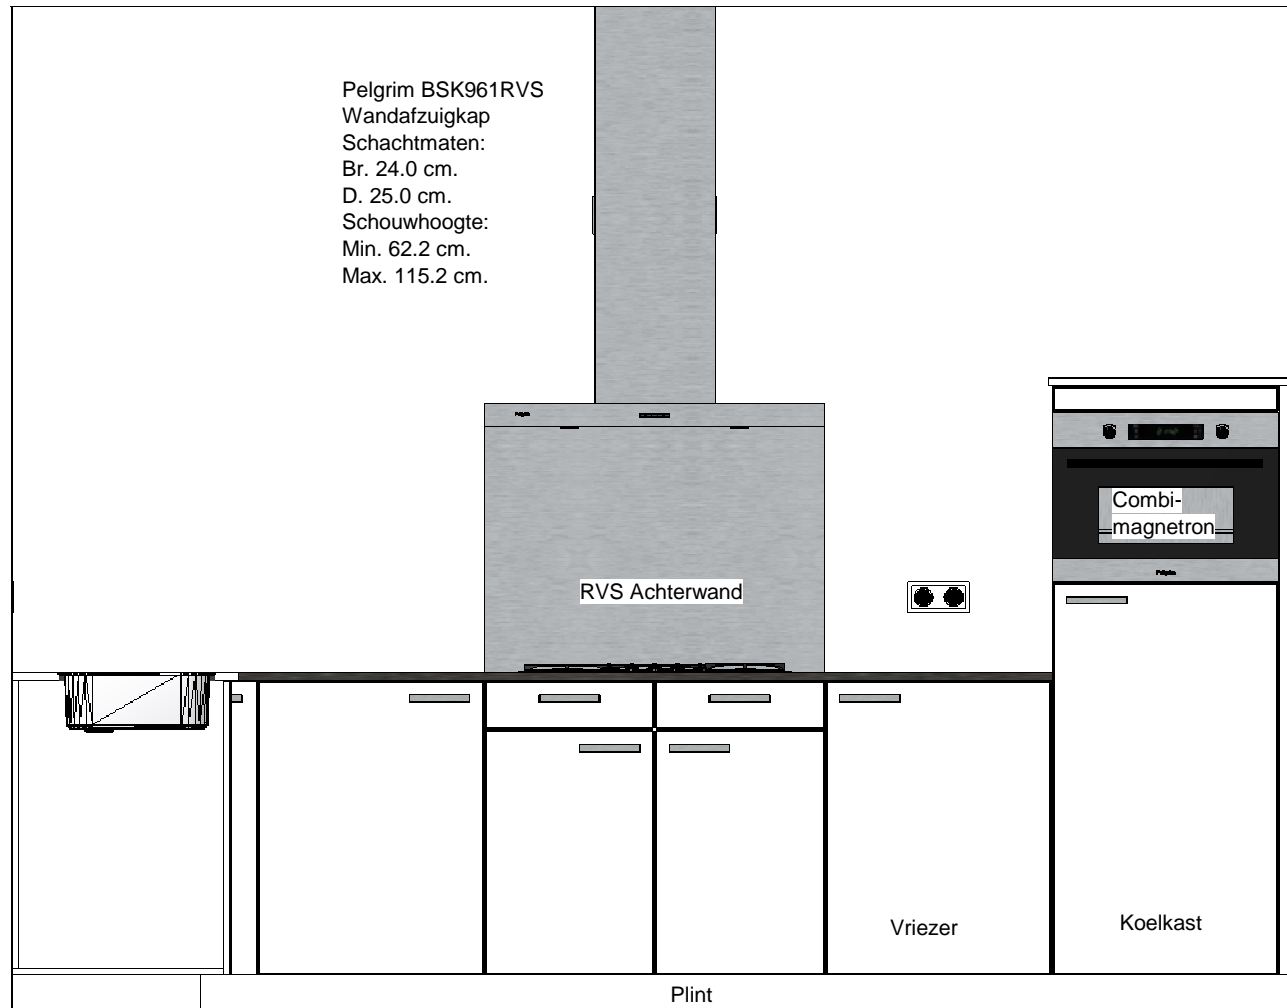 Pelgrim BSK961RVS
Wandafzuigkap
Schachtmaten:
Br. 24.0 cm.
D. 25.0 cm.
Schouwhoogte:
Min. 62.2 cm.
Max. 115.2 cm.
Combi-
magnetron
RVS Achterwand
Vriezer
Koelkast
Plint